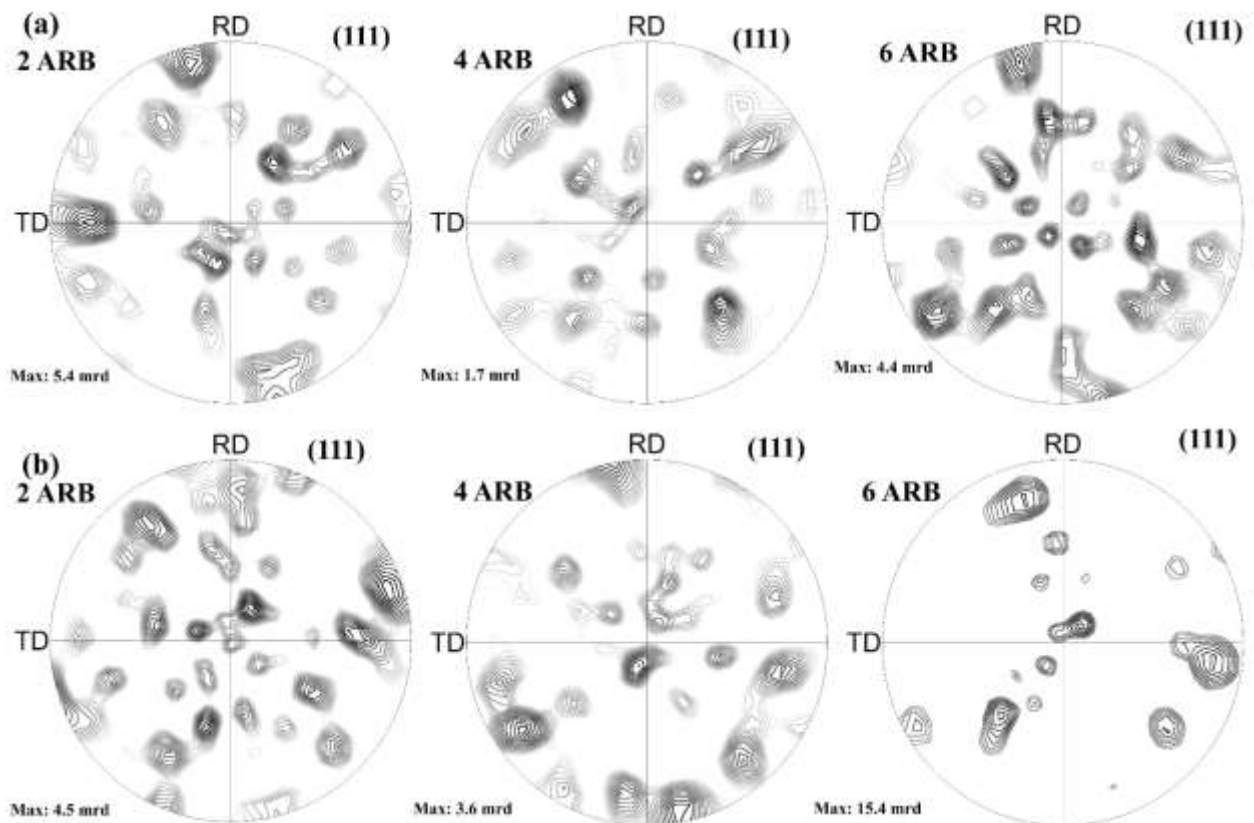 (a) RD (111) RD (111) RD (111)
2 ARB 4 ARB 6 ARB
TD TD TD
Max: 5.4 mrd Max: 1.7 mrd Max: 4.4 mrd
(b) RD (111) RD (111) RD (111)
2 ARB 4 ARB 6 ARB
TD TD TD
Max: 4.5 mrd Max: 3.6 mrd Max: 15.4 mrd